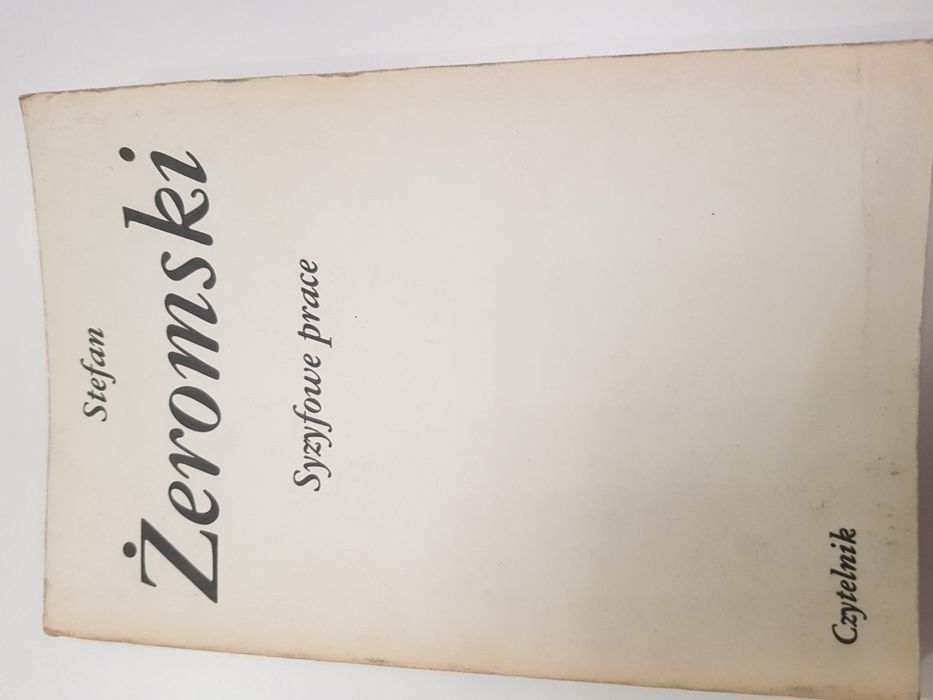 Stefan
Żeromski
Syzyfowe prace
Czytelnik